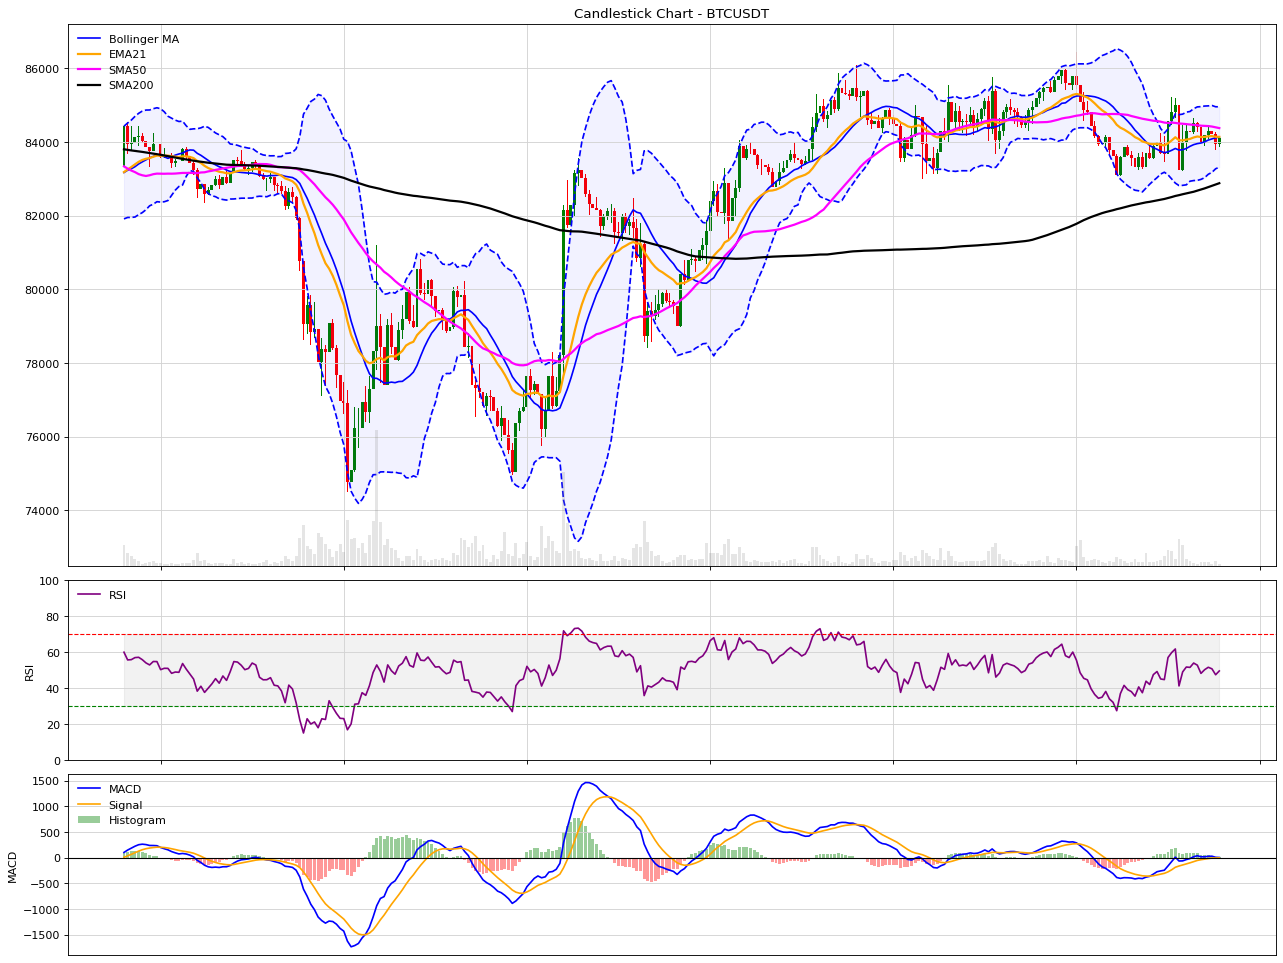 Candlestick Chart - BTCUSDT
Bollinger MA
EMA21
SMA50
SMA200
86000
84000
82000
80000
78000
76000
74000
100
80
60
40
20
0
RSI
RSI
1500
1000
500
0
−500
−1000
−1500
MACD
MACD
Signal
Histogram